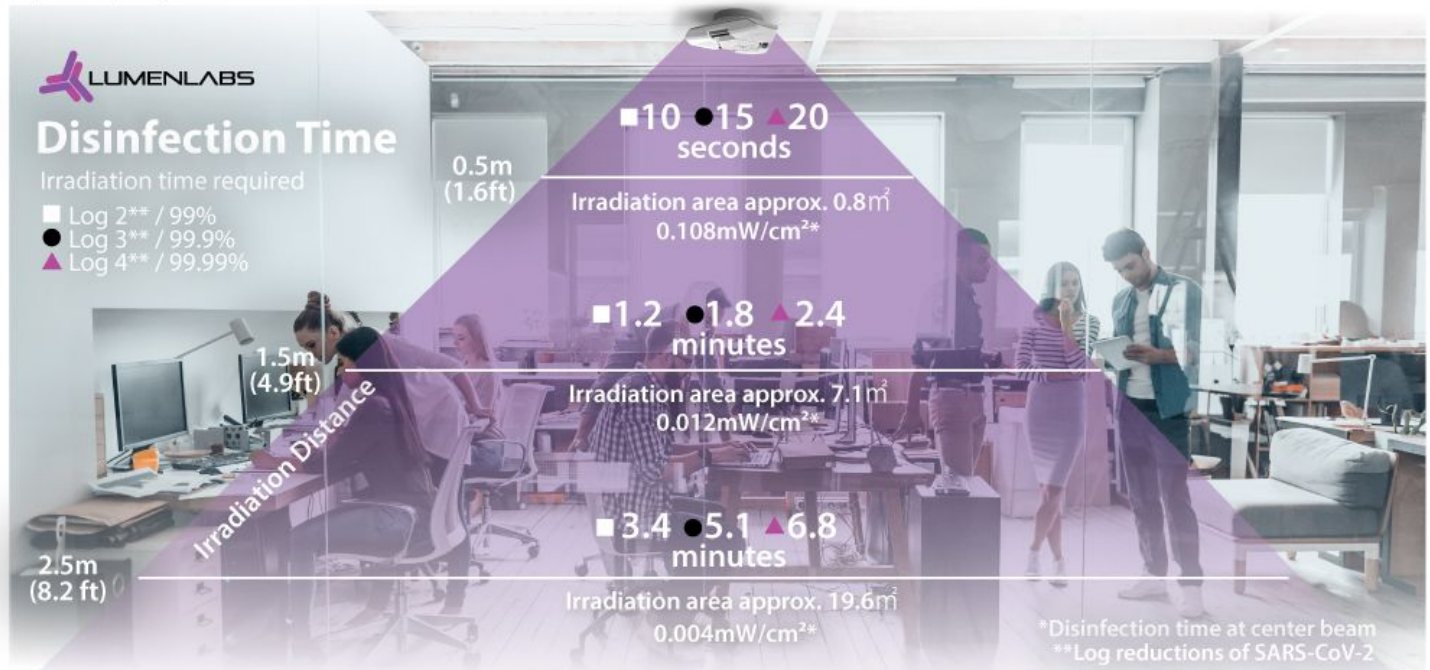 LUMENLABS
Disinfection Time
Irradiation time required
■ Log 2** / 99%
● Log 3** / 99.9%
▲ Log 4** / 99.99%
■10 ●15 ▲20
seconds
0.5m
(1.6ft)
Irradiation area approx. 0.8㎡
0.108mW/cm²*
■1.2 ●1.8 ▲2.4
minutes
1.5m
(4.9ft)
Irradiation area approx. 7.1㎡
0.012mW/cm²*
Irradiation Distance
■3.4 ●5.1 ▲6.8
minutes
2.5m
(8.2 ft)
Irradiation area approx. 19.6㎡
0.004mW/cm²*
*Disinfection time at center beam
**Log reductions of SARS-CoV-2